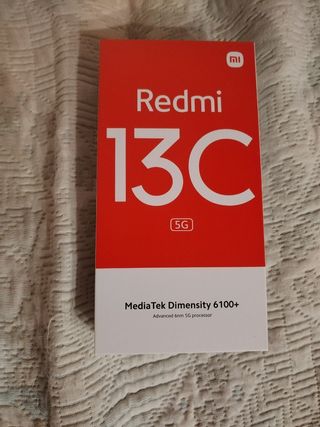 mi
Redmi
13C
5G
MediaTek Dimensity 6100+
Advanced 6nm 5G processor